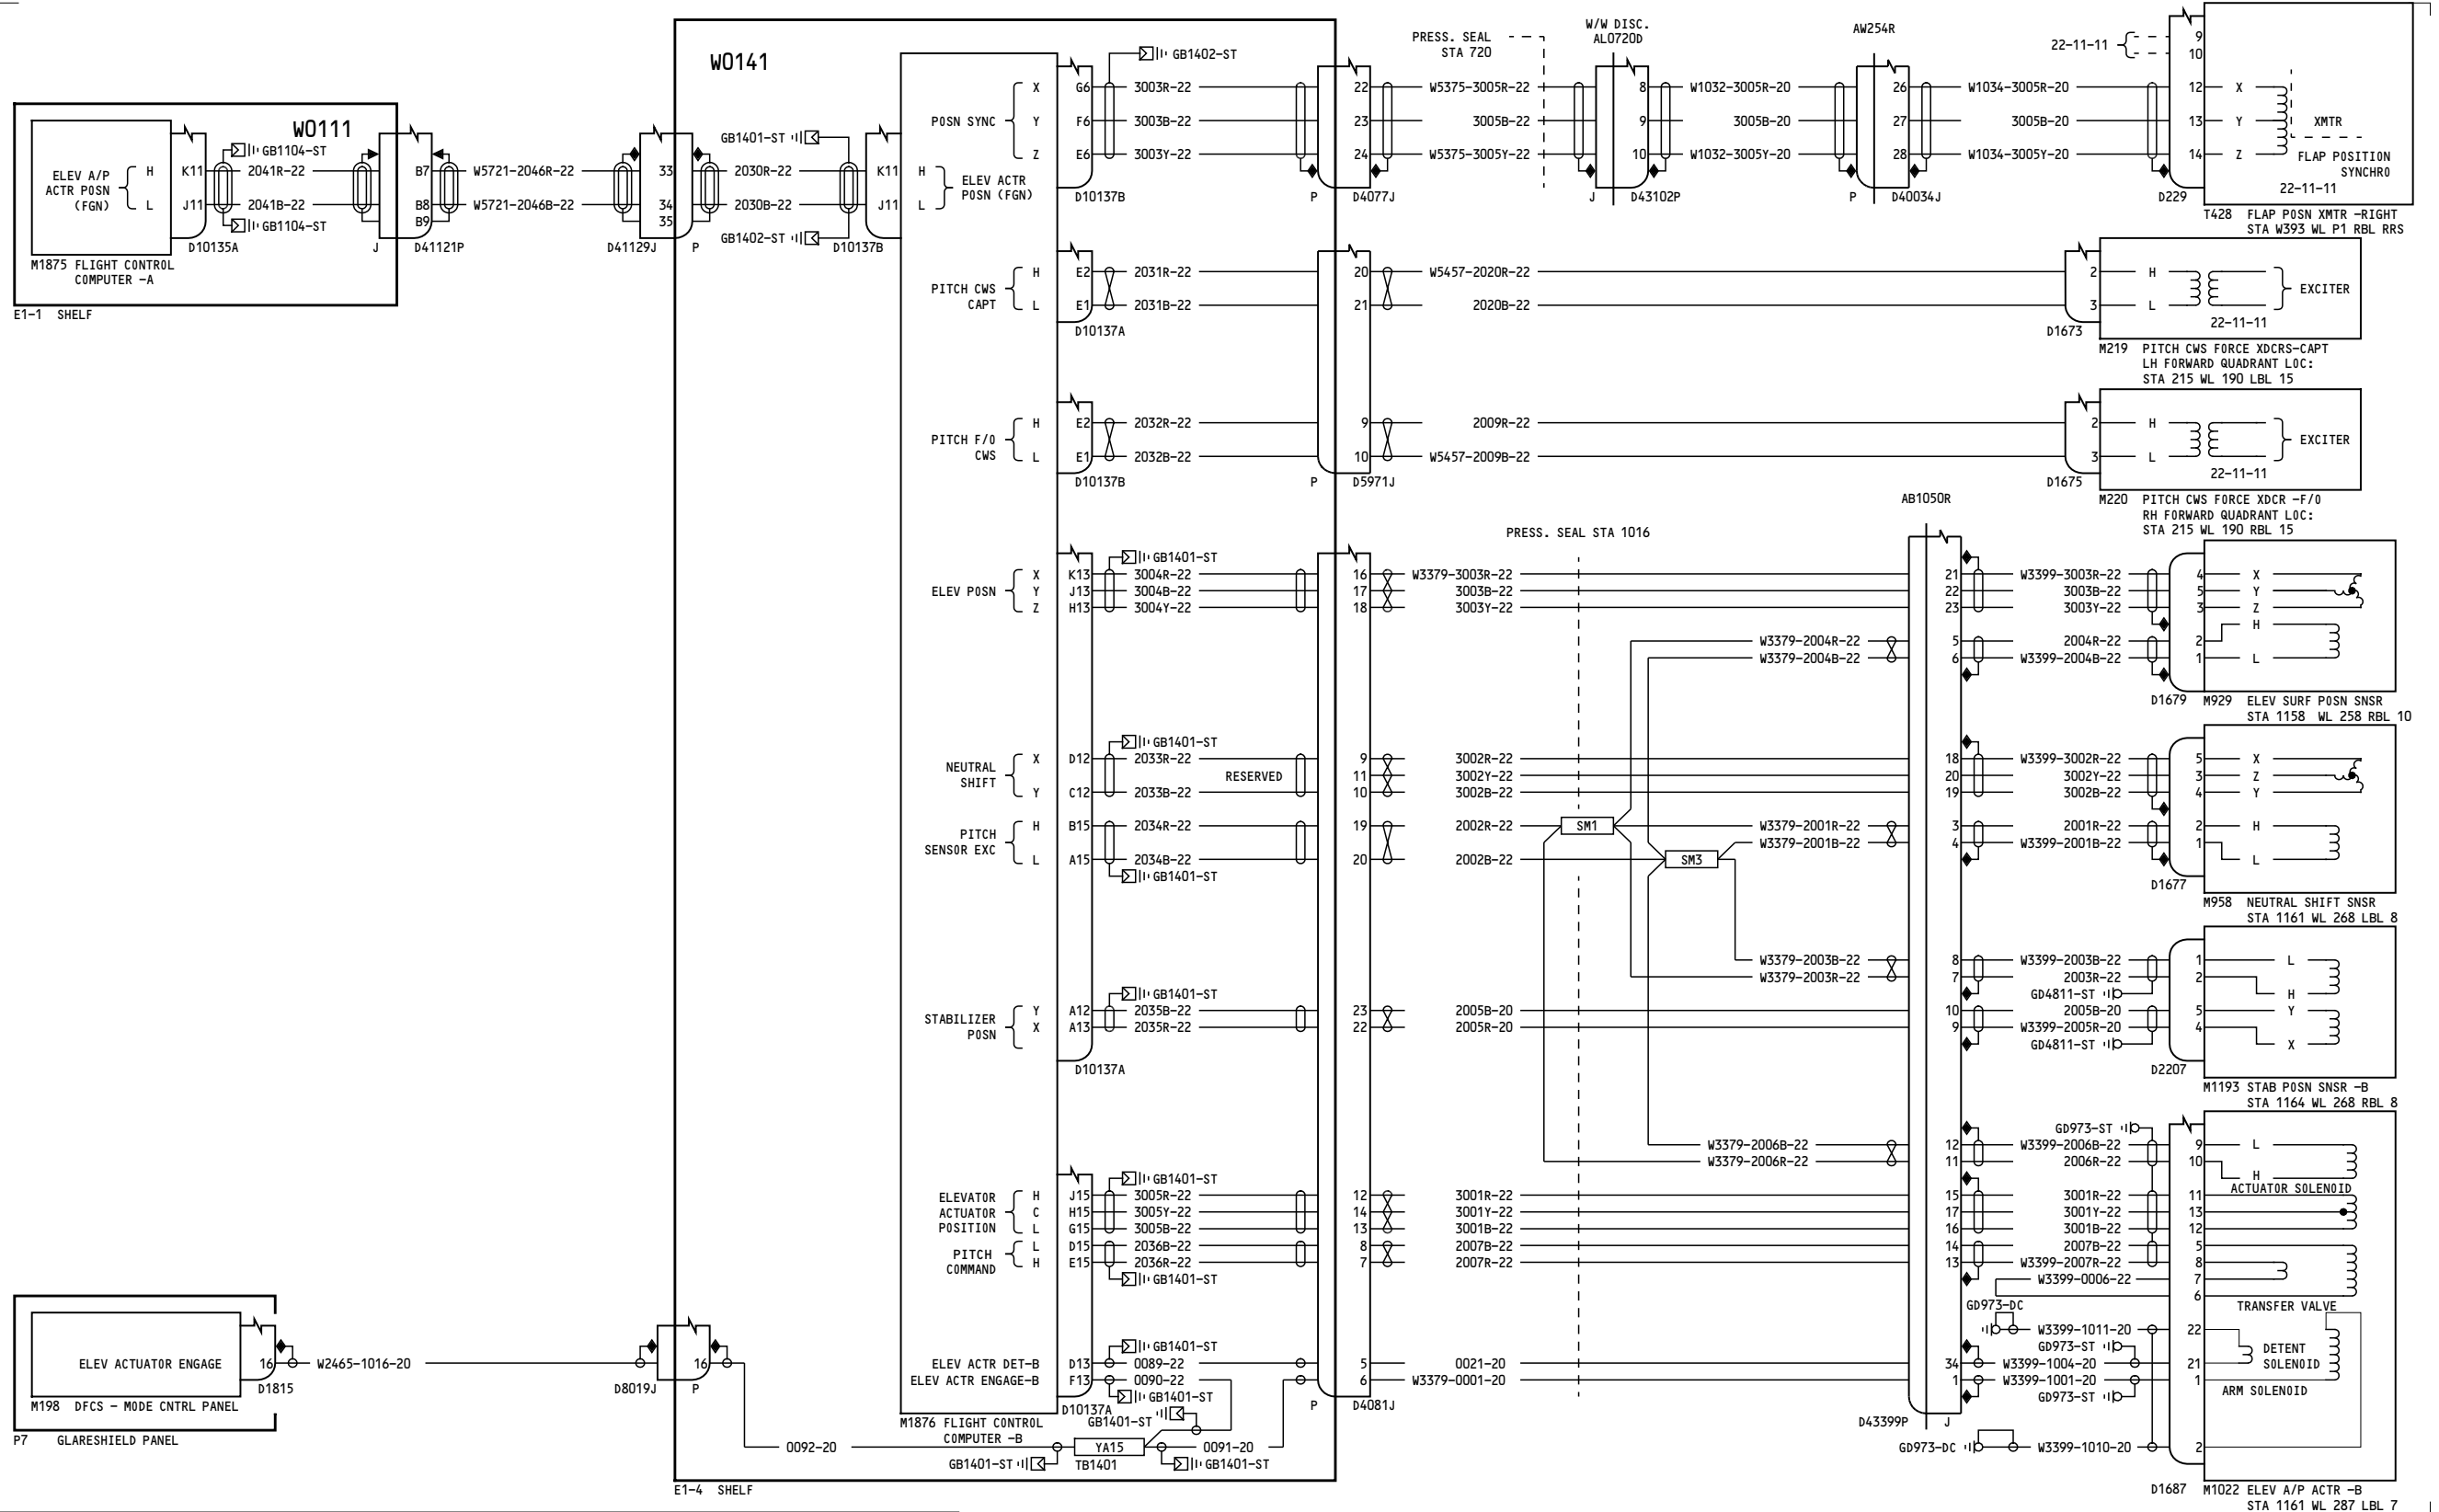 W0111
ELEV A/P
ACTR POSN
(FGN)
H
L
K11
J11
GB1104-ST
2041R-22
2041B-22
GB1104-ST
D10135A
M1875 FLIGHT CONTROL
COMPUTER -A
E1-1 SHELF
J
B7
B8
B9
D41121P
W5721-2046R-22
W5721-2046B-22
D41129J
33
34
35
P
W0141
GB1401-ST
2030R-22
2030B-22
GB1402-ST
K11
J11
D10137B
H
L
ELEV ACTR
POSN (FGN)
POSN SYNC
X
Y
Z
G6
F6
E6
D10137B
GB1402-ST
3003R-22
3003B-22
3003Y-22
P
22
23
24
D4077J
PRESS. SEAL
STA 720
W5375-3005R-22
3005B-22
W5375-3005Y-22
W/W DISC.
AL0720D
J
8
9
10
D43102P
W1032-3005R-20
3005B-20
W1032-3005Y-20
AW254R
P
26
27
28
D40034J
W1034-3005R-20
3005B-20
W1034-3005Y-20
22-11-11
9
10
12
13
14
D229
X
Y
Z
XMTR
FLAP POSITION
SYNCHRO
22-11-11
T428 FLAP POSN XMTR -RIGHT
STA W393 WL P1 RBL RRS
PITCH CWS
CAPT
H
L
E2
E1
D10137A
2031R-22
2031B-22
20
21
W5457-2020R-22
2020B-22
2
3
D1673
H
L
EXCITER
22-11-11
M219 PITCH CWS FORCE XDCRS-CAPT
LH FORWARD QUADRANT LOC:
STA 215 WL 190 LBL 15
PITCH F/O
CWS
H
L
E2
E1
D10137B
2032R-22
2032B-22
9
10
P
D5971J
2009R-22
W5457-2009B-22
2
3
D1675
H
L
EXCITER
22-11-11
M220 PITCH CWS FORCE XDCR -F/O
RH FORWARD QUADRANT LOC:
STA 215 WL 190 RBL 15
AB1050R
PRESS. SEAL STA 1016
ELEV POSN
X
Y
Z
K13
J13
H13
GB1401-ST
3004R-22
3004B-22
3004Y-22
16
17
18
W3379-3003R-22
3003B-22
3003Y-22
W3379-2004R-22
W3379-2004B-22
21
22
23
5
6
W3399-3003R-22
3003B-22
3003Y-22
2004R-22
W3399-2004B-22
4
5
3
2
1
X
Y
Z
H
L
D1679 M929 ELEV SURF POSN SNSR
STA 1158 WL 258 RBL 10
NEUTRAL
SHIFT
X
Y
D12
C12
GB1401-ST
2033R-22
2033B-22
RESERVED
9
11
10
3002R-22
3002Y-22
3002B-22
18
20
19
W3399-3002R-22
3002Y-22
3002B-22
5
3
4
X
Z
Y
PITCH
SENSOR EXC
H
L
B15
A15
2034R-22
2034B-22
GB1401-ST
19
20
2002R-22
2002B-22
SM1
SM3
W3379-2001R-22
W3379-2001B-22
3
4
2001R-22
W3399-2001B-22
2
1
H
L
D1677
M958 NEUTRAL SHIFT SNSR
STA 1161 WL 268 LBL 8
W3379-2003B-22
W3379-2003R-22
8
7
W3399-2003B-22
2003R-22
GD4811-ST
1
2
L
H
STABILIZER
POSN
Y
X
A12
A13
D10137A
GB1401-ST
2035B-22
2035R-22
23
22
2005B-20
2005R-20
10
9
2005B-20
W3399-2005R-20
GD4811-ST
5
4
Y
X
D2207
M1193 STAB POSN SNSR -B
STA 1164 WL 268 RBL 8
W3379-2006B-22
W3379-2006R-22
12
11
GD973-ST
W3399-2006B-22
2006R-22
9
10
L
H
ACTUATOR SOLENOID
ELEVATOR
ACTUATOR
POSITION
H
C
L
J15
H15
G15
GB1401-ST
3005R-22
3005Y-22
3005B-22
12
14
13
3001R-22
3001Y-22
3001B-22
15
17
16
3001R-22
3001Y-22
3001B-22
11
13
12
PITCH
COMMAND
L
H
D15
E15
2036B-22
2036R-22
GB1401-ST
8
7
2007B-22
2007R-22
14
13
2007B-22
W3399-2007R-22
W3399-0006-22
5
8
7
6
TRANSFER VALVE
GD973-DC
W3399-1011-20
22
GD973-ST
DETENT
SOLENOID
ELEV ACTR DET-B
ELEV ACTR ENGAGE-B
D13
F13
D10137A
GB1401-ST
0089-22
0090-22
GB1401-ST
GB1401-ST
5
6
P
D4081J
0021-20
W3379-0001-20
34
1
D43399P
J
W3399-1004-20
W3399-1001-20
GD973-ST
21
1
ARM SOLENOID
GD973-DC
W3399-1010-20
2
D1687 M1022 ELEV A/P ACTR -B
STA 1161 WL 287 LBL 7
ELEV ACTUATOR ENGAGE
16
D1815
M198 DFCS - MODE CNTRL PANEL
P7 GLARESHIELD PANEL
W2465-1016-20
D8019J
16
P
0092-20
M1876 FLIGHT CONTROL
COMPUTER -B
GB1401-ST
YA15
TB1401
0091-20
GB1401-ST
E1-4 SHELF